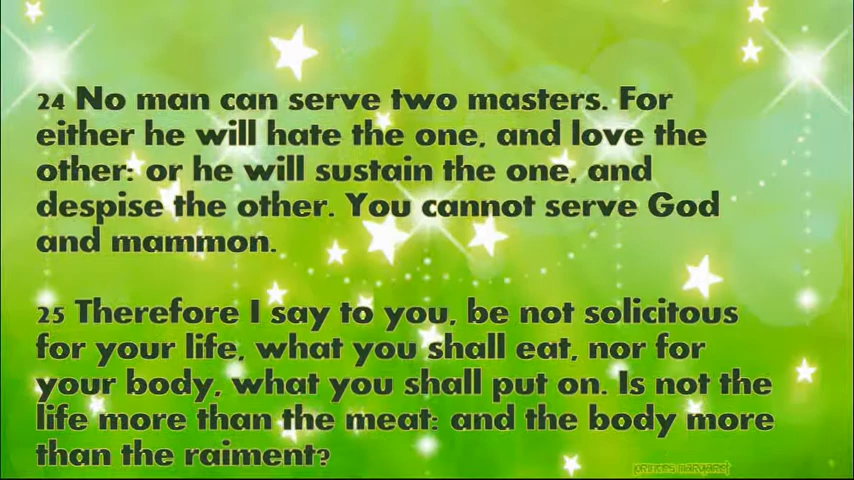 24 No man can serve two masters. For
either he will hate the one, and love the
other: or he will sustain the one, and
despise the other. You cannot serve God
and mammon.
25 Therefore I say to you, be not solicitous
for your life, what you shall eat, nor for
your body, what you shall put on. Is not the
life more than the meat: and the body more
than the raiment?
princes margaret